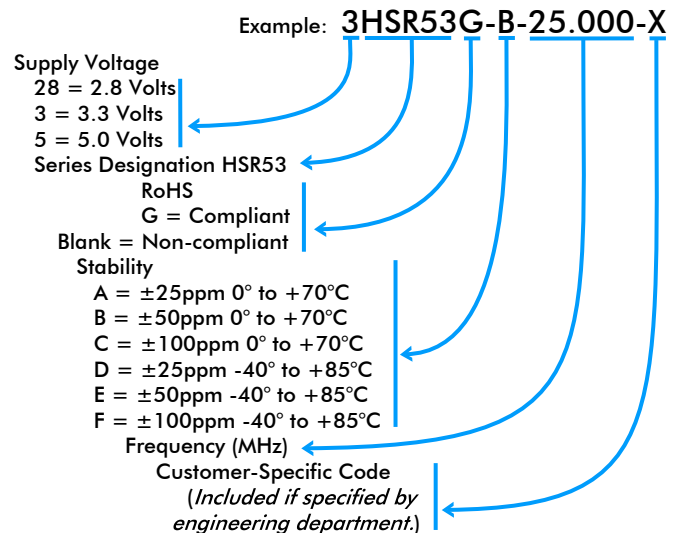 Example: 3HSR53G-B-25.000-X
Supply Voltage
28 = 2.8 Volts
3 = 3.3 Volts
5 = 5.0 Volts
Series Designation HSR53
RoHS
G = Compliant
Blank = Non-compliant
Stability
A = ±25ppm 0° to +70°C
B = ±50ppm 0° to +70°C
C = ±100ppm 0° to +70°C
D = ±25ppm -40° to +85°C
E = ±50ppm -40° to +85°C
F = ±100ppm -40° to +85°C
Frequency (MHz)
Customer-Specific Code
(Included if specified by
engineering department.)